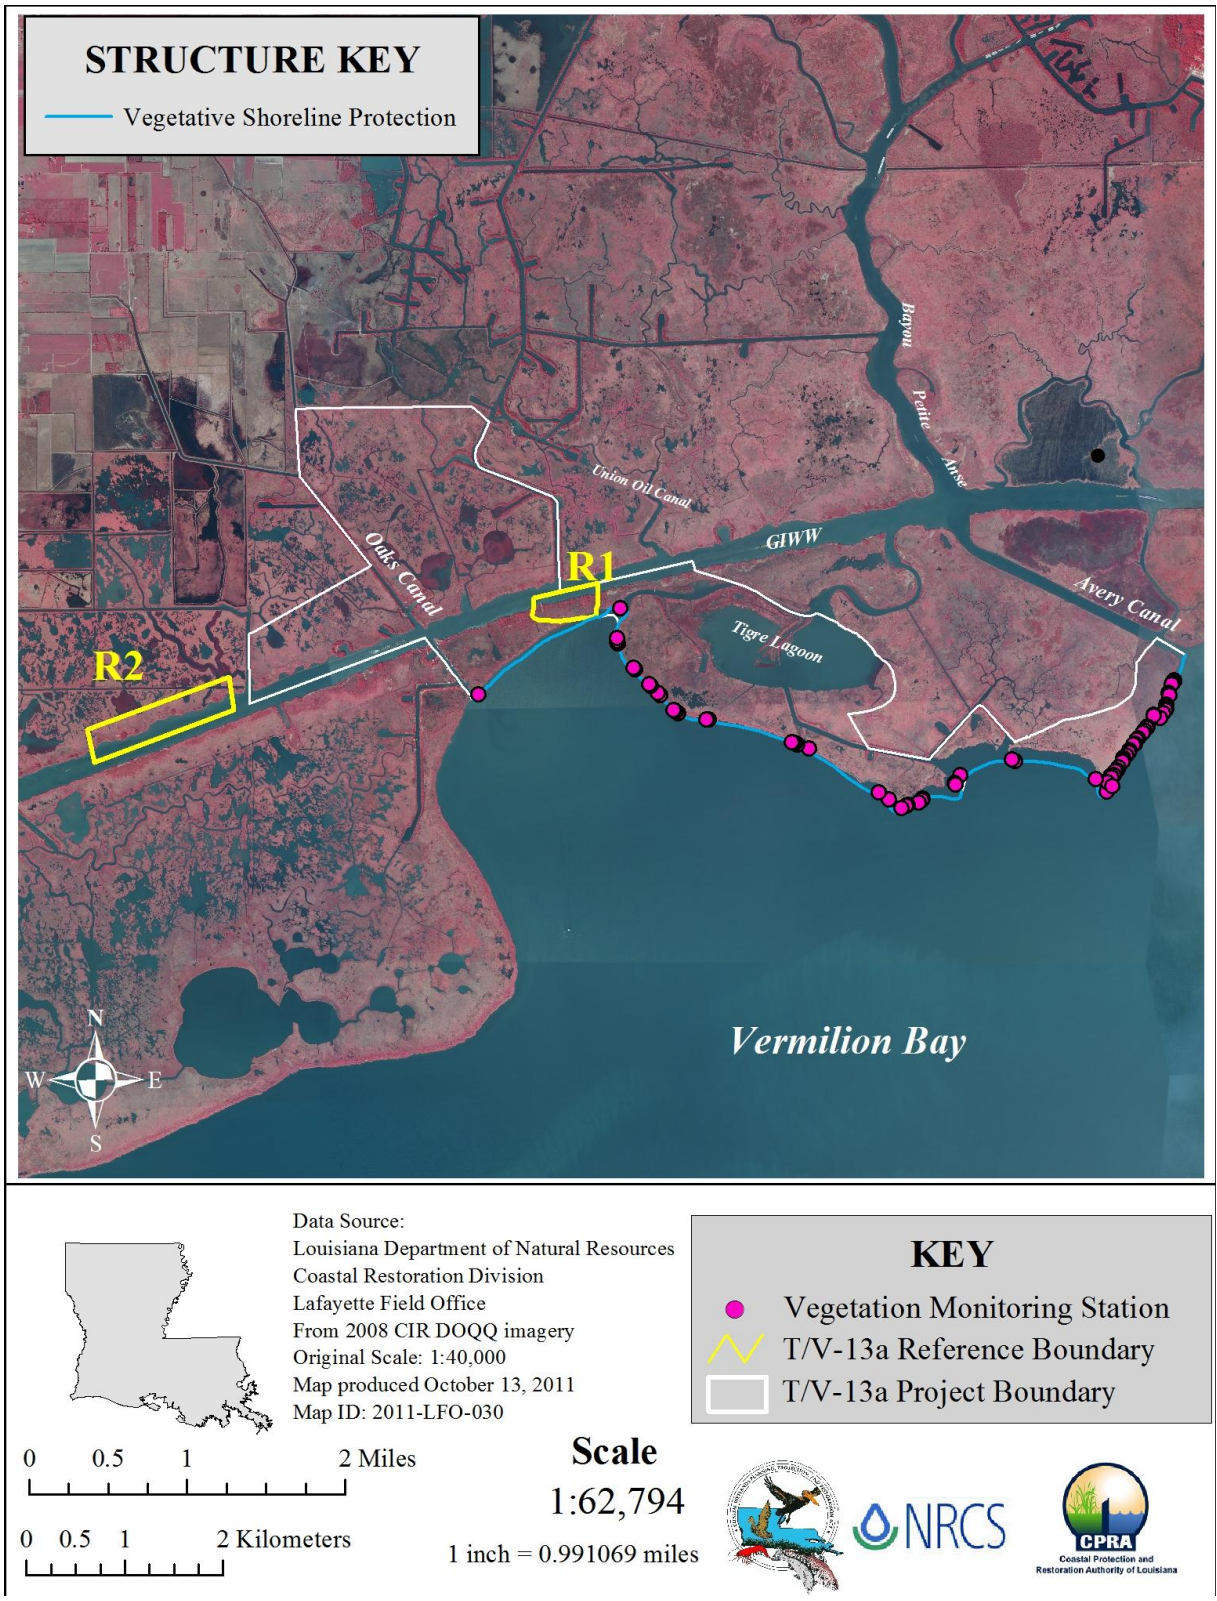 STRUCTURE KEY
Vegetative Shoreline Protection
Bayou
Petite
Anse
Union Oil Canal
GIWW
Oaks Canal
R1
Avery Canal
Tigre Lagoon
R2
Vermilion Bay
N
W E
S
Data Source:
Louisiana Department of Natural Resources
Coastal Restoration Division
Lafayette Field Office
From 2008 CIR DOQQ imagery
Original Scale: 1:40,000
Map produced October 13, 2011
Map ID: 2011-LFO-030
KEY
Vegetation Monitoring Station
T/V-13a Reference Boundary
T/V-13a Project Boundary
0 0.5 1 2 Miles
0 0.5 1 2 Kilometers
Scale
1:62,794
1 inch = 0.991069 miles
NRCS
CPRA
Coastal Protection and
Restoration Authority of Louisiana